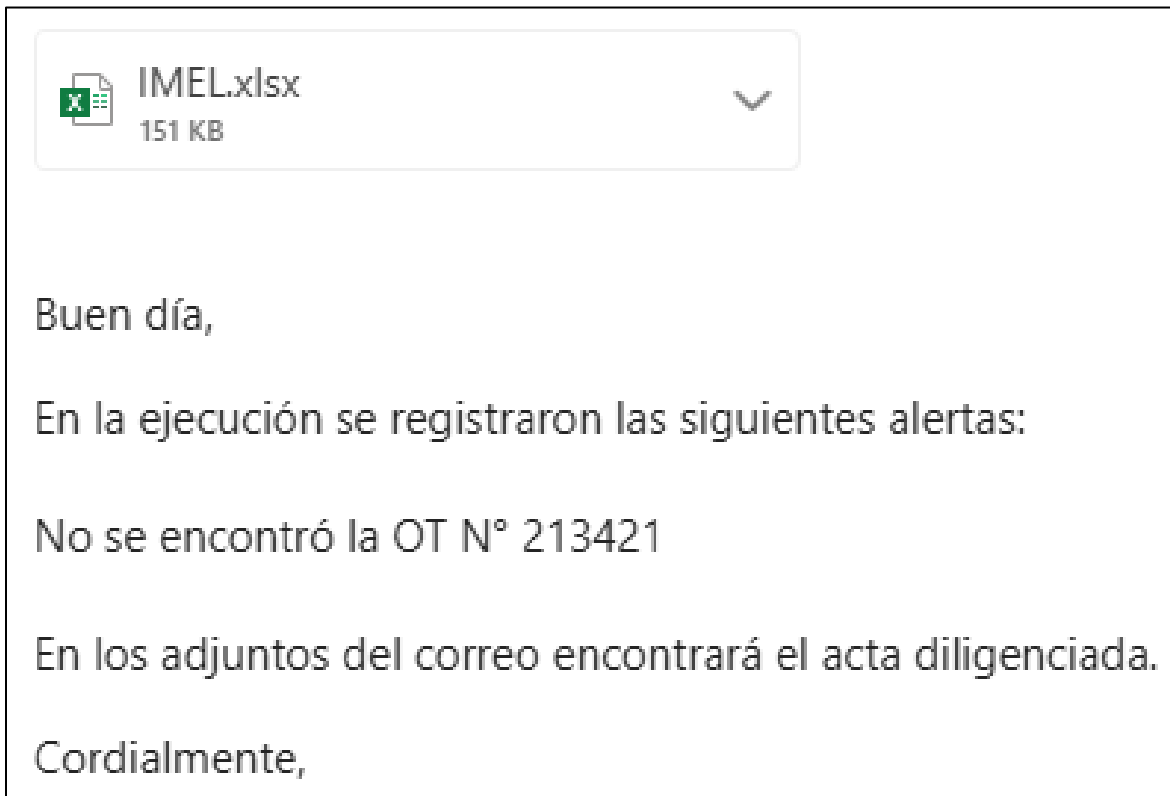 IMEL.xlsx
151 KB
Buen día,
En la ejecución se registraron las siguientes alertas:
No se encontró la OT N° 213421
En los adjuntos del correo encontrará el acta diligenciada.
Cordialmente,